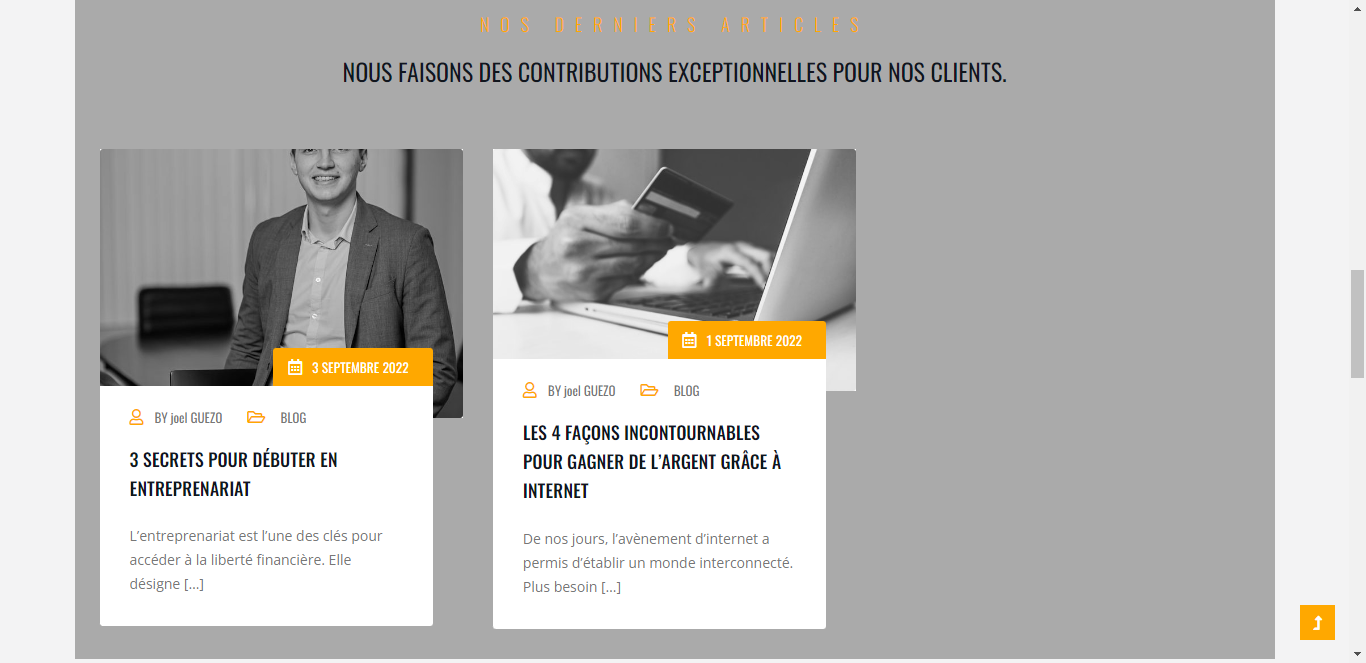 NOS DERNIERS ARTICLES
NOUS FAISONS DES CONTRIBUTIONS EXCEPTIONNELLES POUR NOS CLIENTS.
3 SEPTEMBRE 2022
BY joel GUEZO BLOG
3 SECRETS POUR DÉBUTER EN
ENTREPRENARIAT
L’entreprenariat est l’une des clés pour
accéder à la liberté financière. Elle
désigne [...]
1 SEPTEMBRE 2022
BY joel GUEZO BLOG
LES 4 FAÇONS INCONTOURNABLES
POUR GAGNER DE L’ARGENT GRÂCE À
INTERNET
De nos jours, l’avènement d’internet a
permis d’établir un monde interconnecté.
Plus besoin [...]